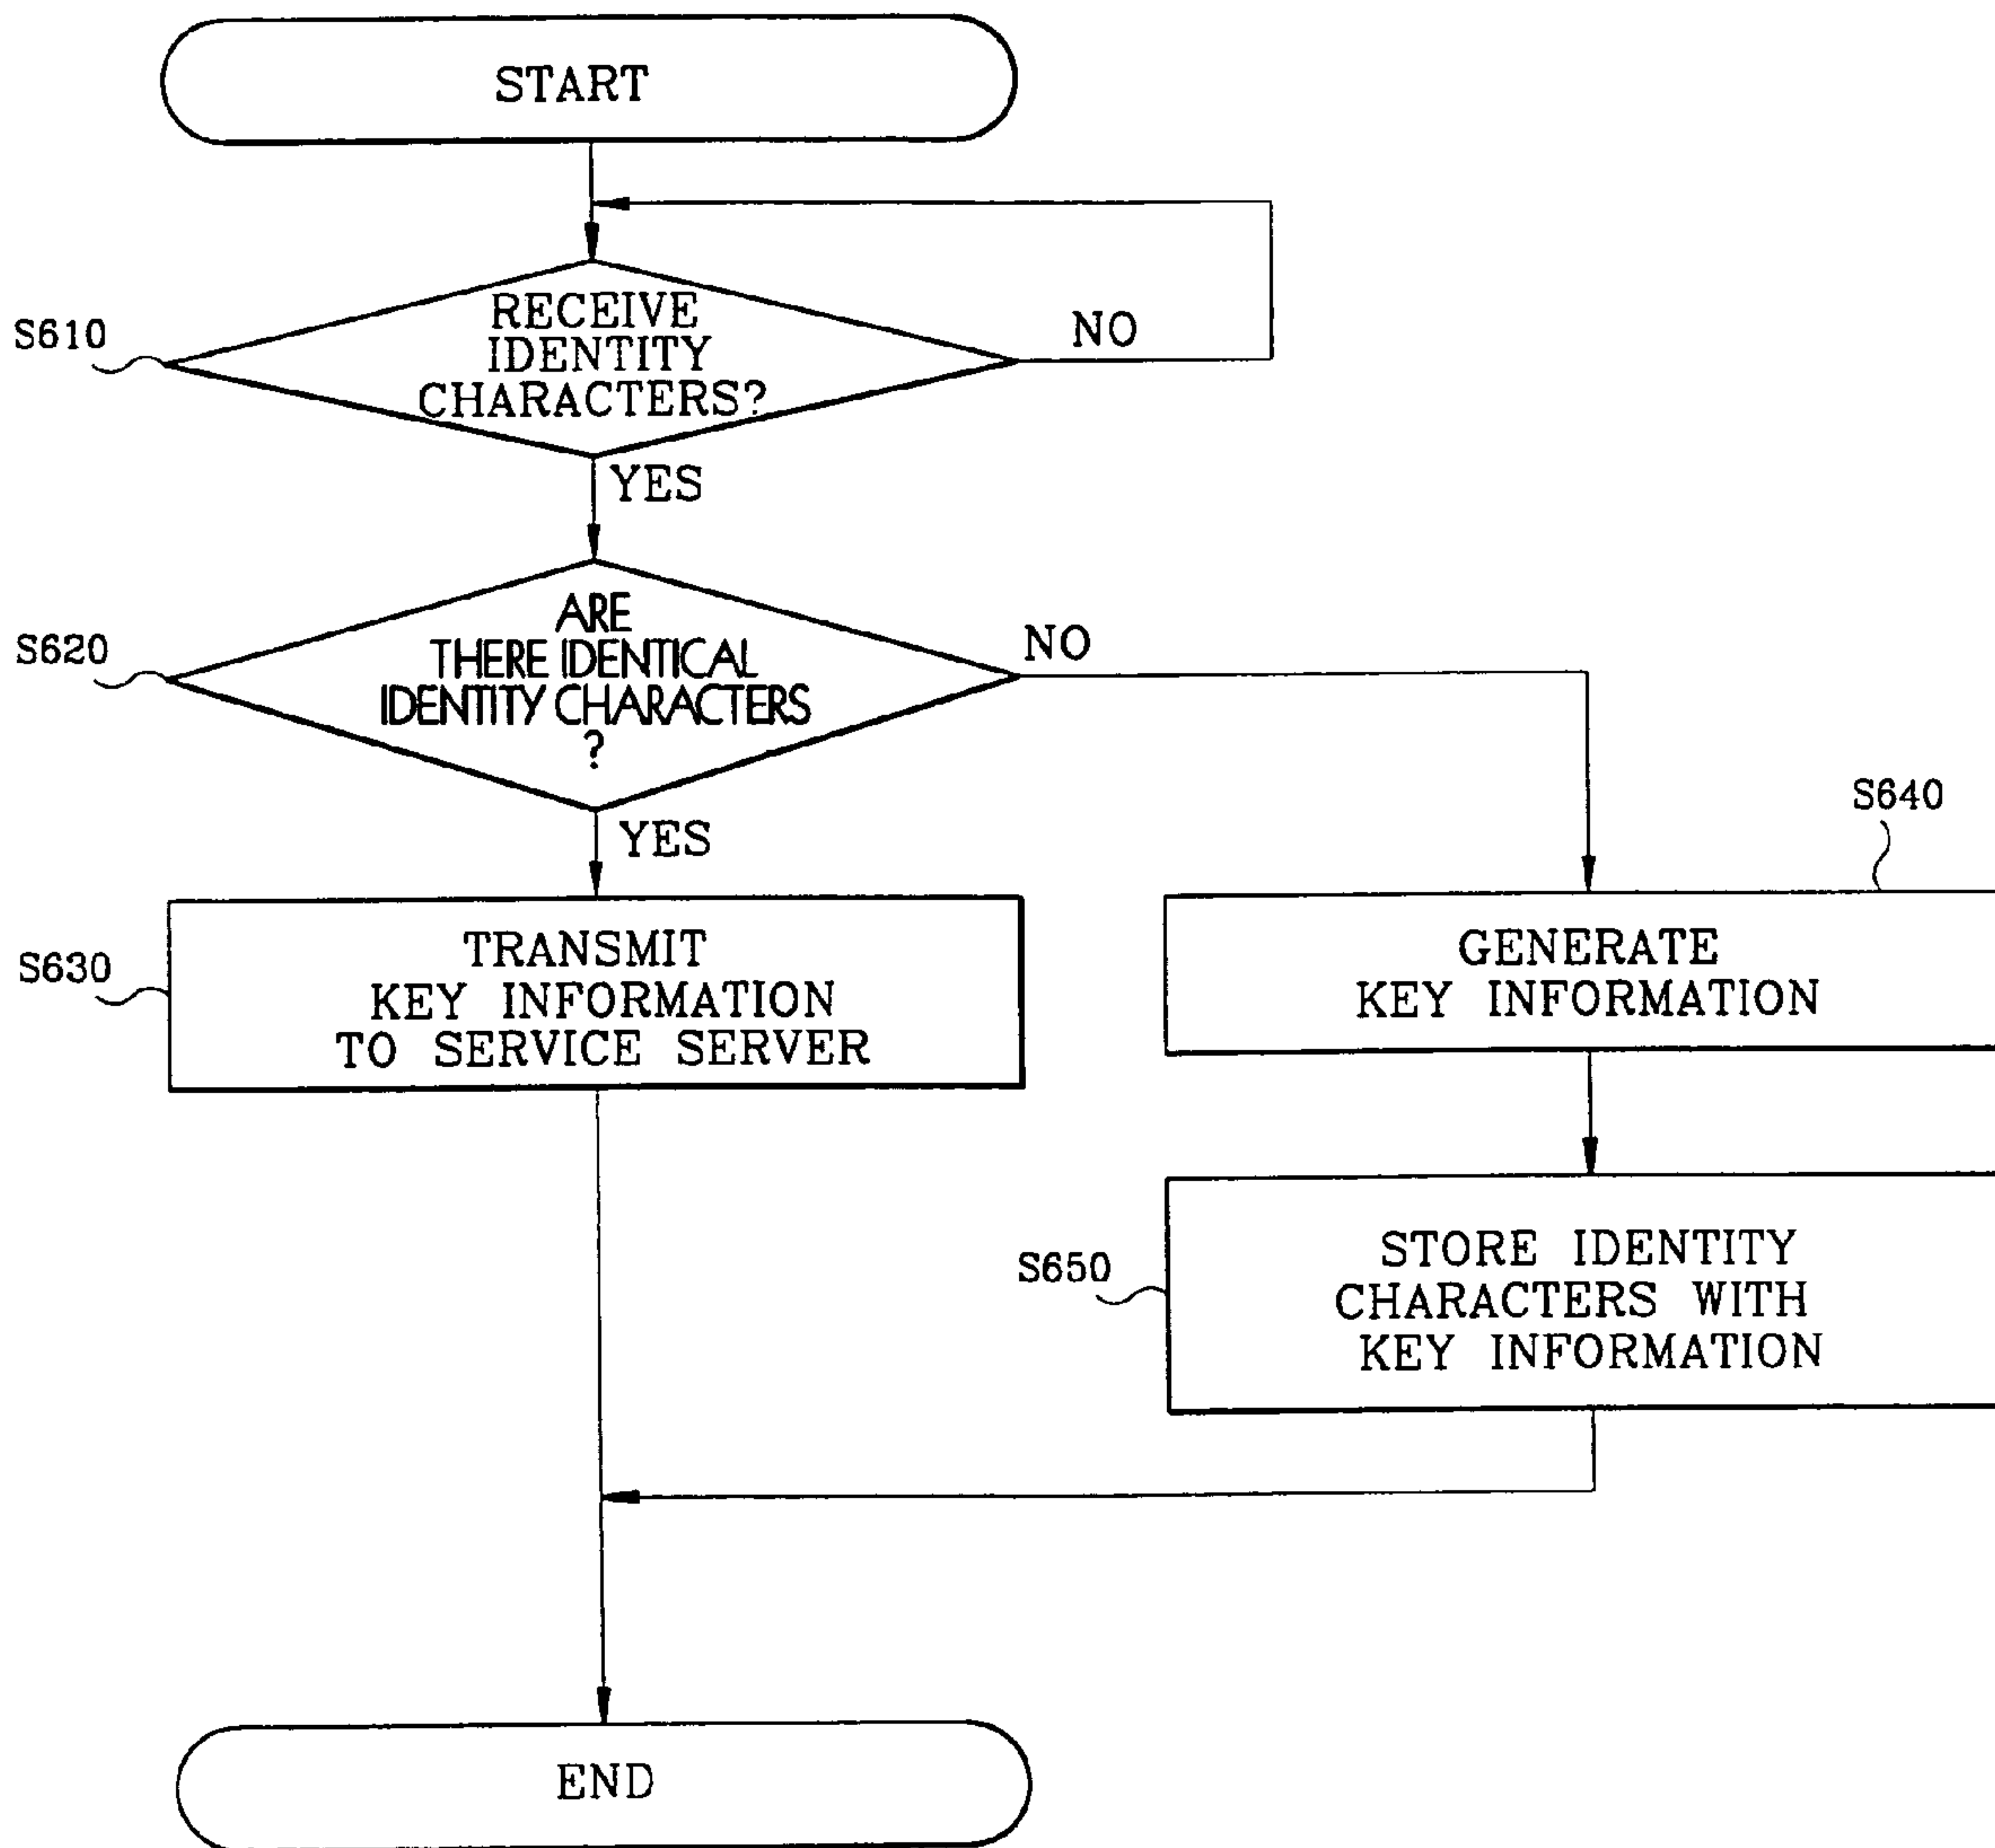 START
S610
RECEIVE
IDENTITY
CHARACTERS?
NO
YES
S620
ARE
THERE IDENTICAL
IDENTITY CHARACTERS
?
NO
YES
S630
TRANSMIT
KEY INFORMATION
TO SERVICE SERVER
S640
GENERATE
KEY INFORMATION
S650
STORE IDENTITY
CHARACTERS WITH
KEY INFORMATION
END